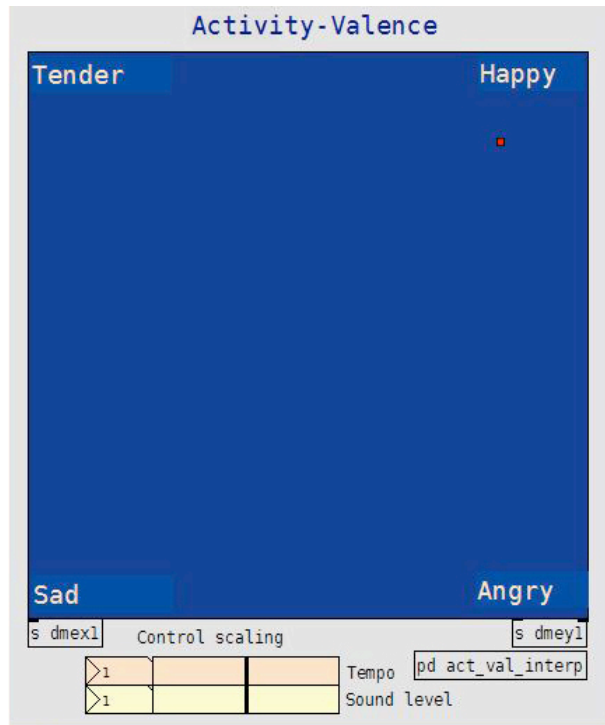 Activity-Valence
Tender Happy
Sad Angry
s dmex1 Control scaling s dmey1
1 Tempo pd act_val_interp
1 Sound level